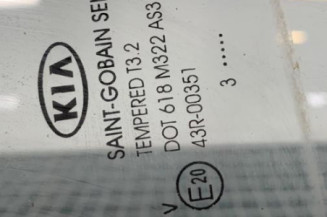 KIA
SAINT-GOBAIN SE
TEMPERED T3.2
DOT 618 M322 AS3
43R-00351
3 .....
V
E20